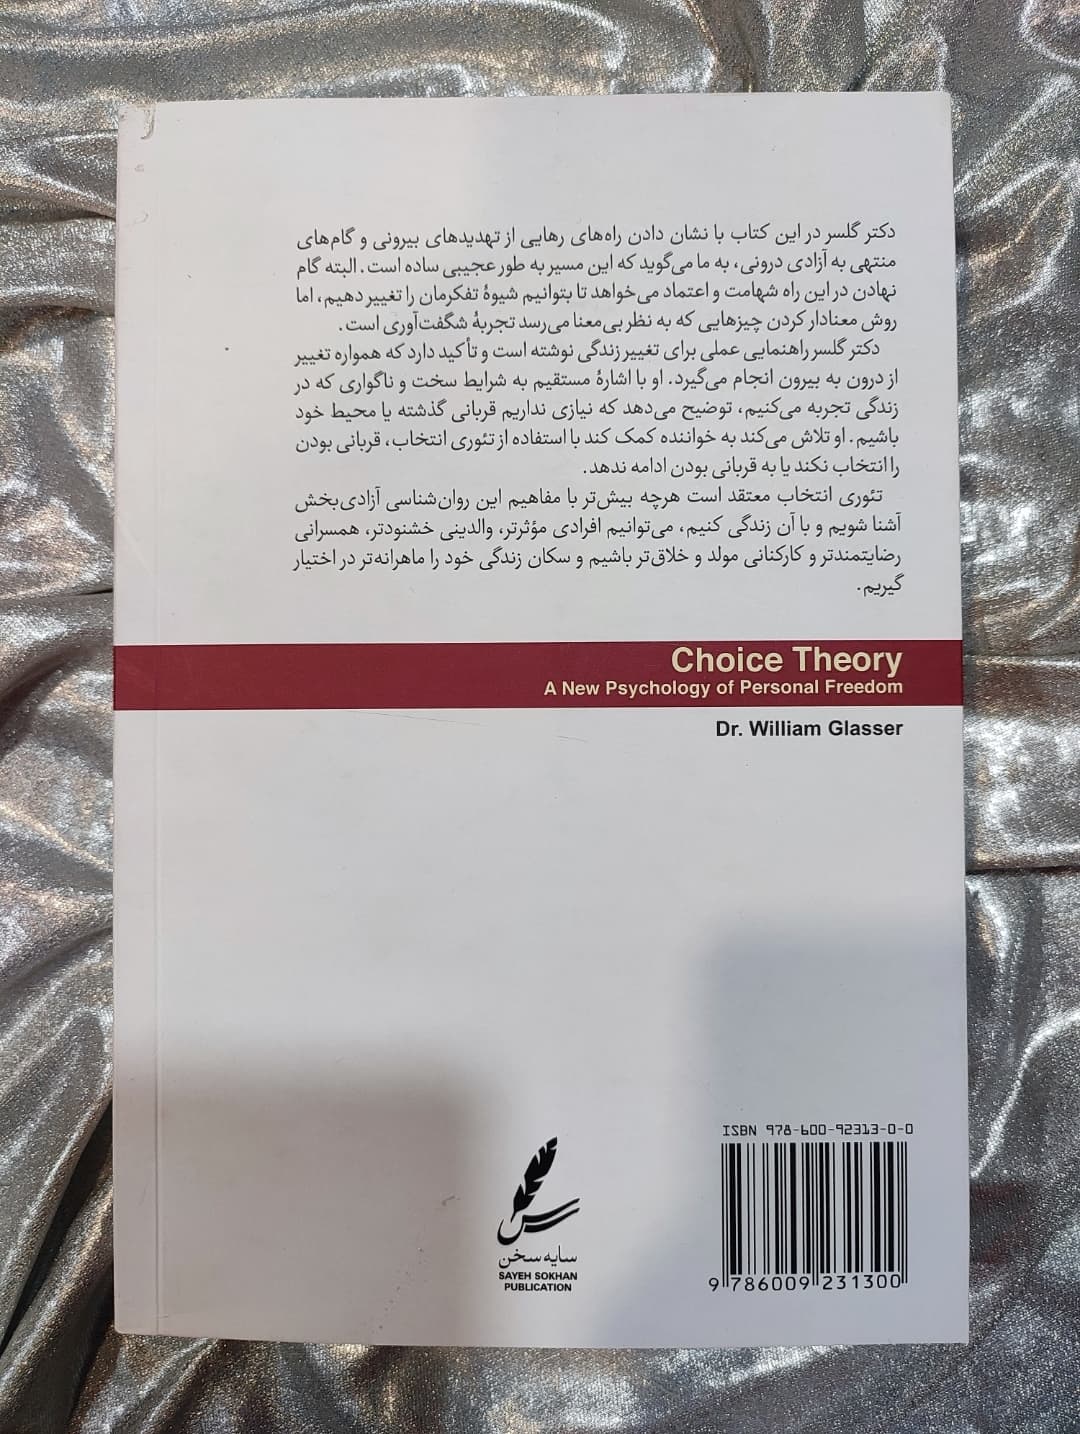 دکتر گلسر در این کتاب با نشان دادن راه‌های رهایی از تهدیدهای بیرونی و گام‌های
منتهی به آزادی درونی، به ما می‌گوید که این مسیر به طور عجیبی ساده است. البته گام
نهادن در این راه شهامت و اعتماد می‌خواهد تا بتوانیم شیوهٔ تفکرمان را تغییر دهیم، اما
روش معنادار کردن چیزهایی که به نظر بی‌معنا می‌رسد تجربهٔ شگفت‌آوری است.
دکتر گلسر راهنمایی عملی برای تغییر زندگی نوشته است و تأکید دارد که همواره تغییر
از درون به بیرون انجام می‌گیرد. او با اشارهٔ مستقیم به شرایط سخت و ناگواری که در
زندگی تجربه می‌کنیم، توضیح می‌دهد که نیازی نداریم قربانی گذشته یا محیط خود
باشیم. او تلاش می‌کند به خواننده کمک کند با استفاده از تئوری انتخاب، قربانی بودن
را انتخاب نکند یا به قربانی بودن ادامه ندهد.
تئوری انتخاب معتقد است هرچه بیش‌تر با مفاهیم این روان‌شناسی آزادی‌بخش
آشنا شویم و با آن زندگی کنیم، می‌توانیم افرادی مؤثرتر، والدینی خشنودتر، همسرانی
رضایتمندتر و کارکنانی مولد و خلاق‌تر باشیم و سکان زندگی خود را ماهرانه‌تر در اختیار
گیریم.
Choice Theory
A New Psychology of Personal Freedom
Dr. William Glasser
ISBN 978-600-92313-0-0
9 786009 231300
سایه سخن
SAYEH SOKHAN
PUBLICATION